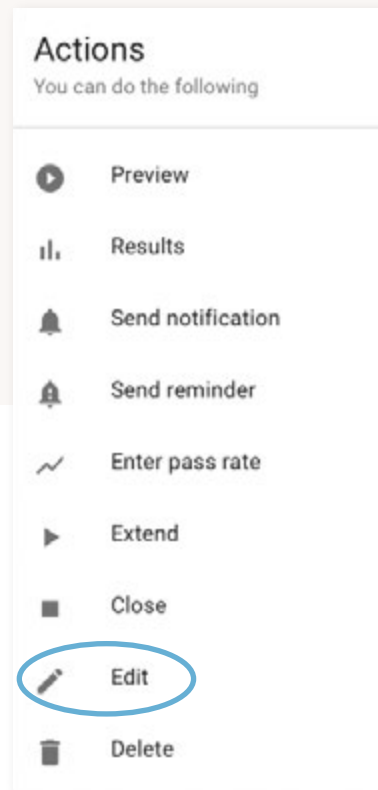 Actions
You can do the following
Preview
Results
Send notification
Send reminder
Enter pass rate
Extend
Close
Edit
Delete